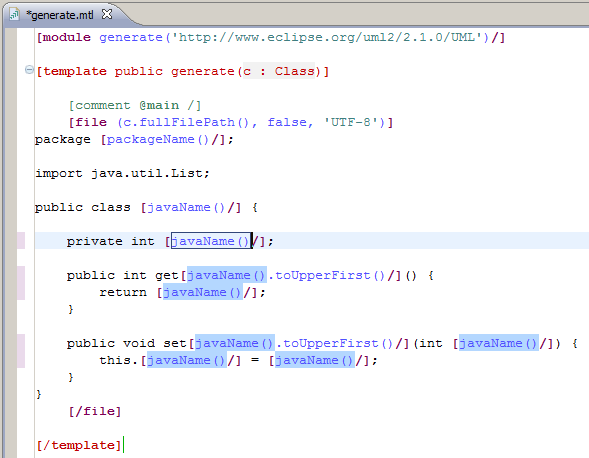 *generate.mtl
[module generate('http://www.eclipse.org/uml2/2.1.0/UML')/]
[template public generate(c : Class)]
[comment @main /]
[file (c.fullFilePath(), false, 'UTF-8')]
package [packageName()/];
import java.util.List;
public class [javaName()/] {
private int [javaName()/];
public int get[javaName().toUpperFirst()/]() {
return [javaName()/];
}
public void set[javaName().toUpperFirst()/](int [javaName()/]) {
this.[javaName()/] = [javaName()/];
}
}
[/file]
[/template]